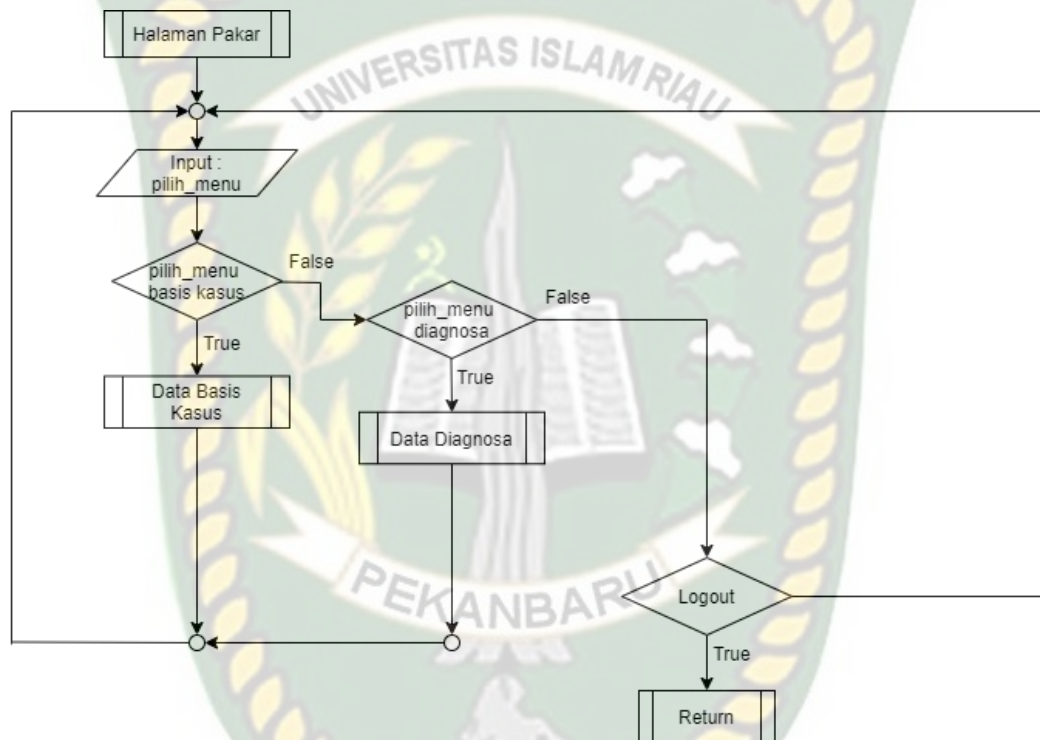 Halaman Pakar
UNIVERSITAS ISLAM RIAU
Input :
pilih_menu
pilih_menu
basis kasus
False
pilih_menu
diagnosa
False
True
Data Basis
Kasus
True
Data Diagnosa
PEKANBARU
Logout
True
Return